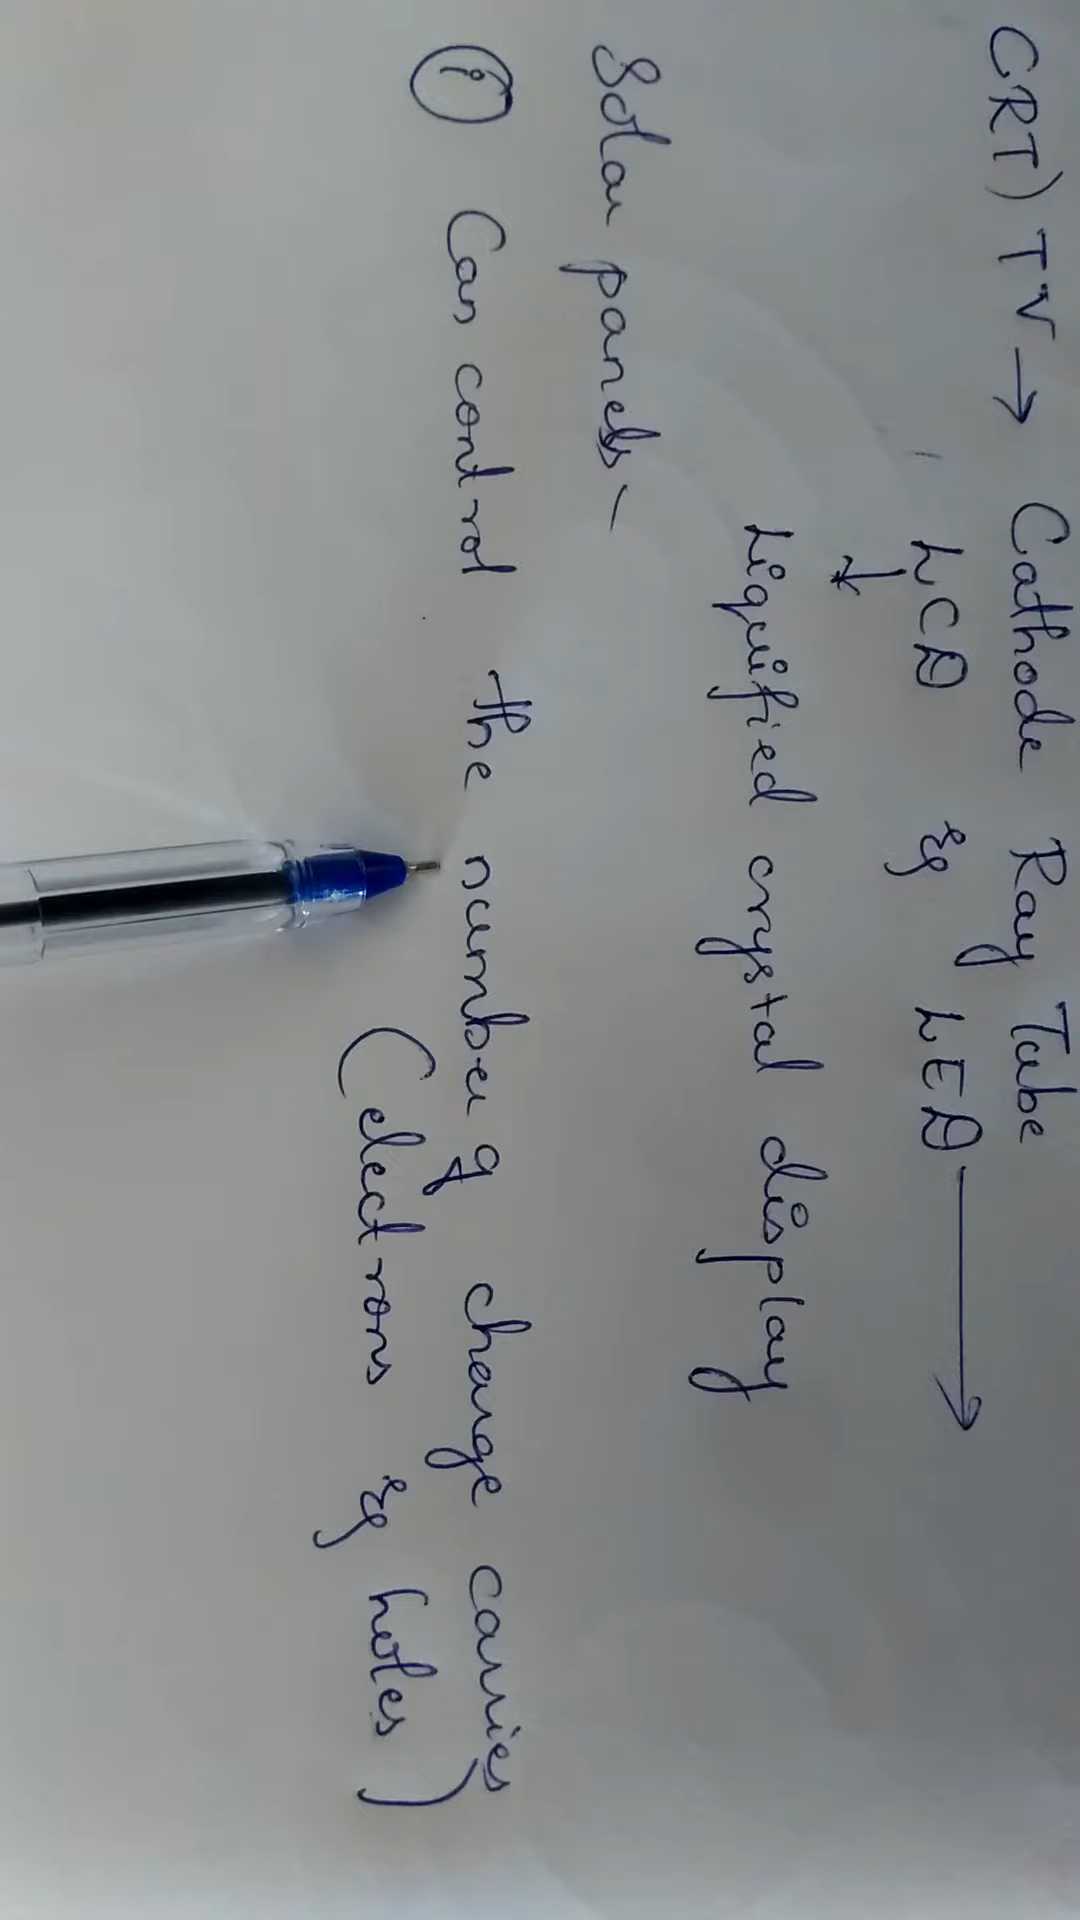 CRT) TV → Cathode Ray Tube
LCD & LED →
↓
Liquified crystal display
Solar panels -
(i) Can control the number of change carries
(electrons & holes)